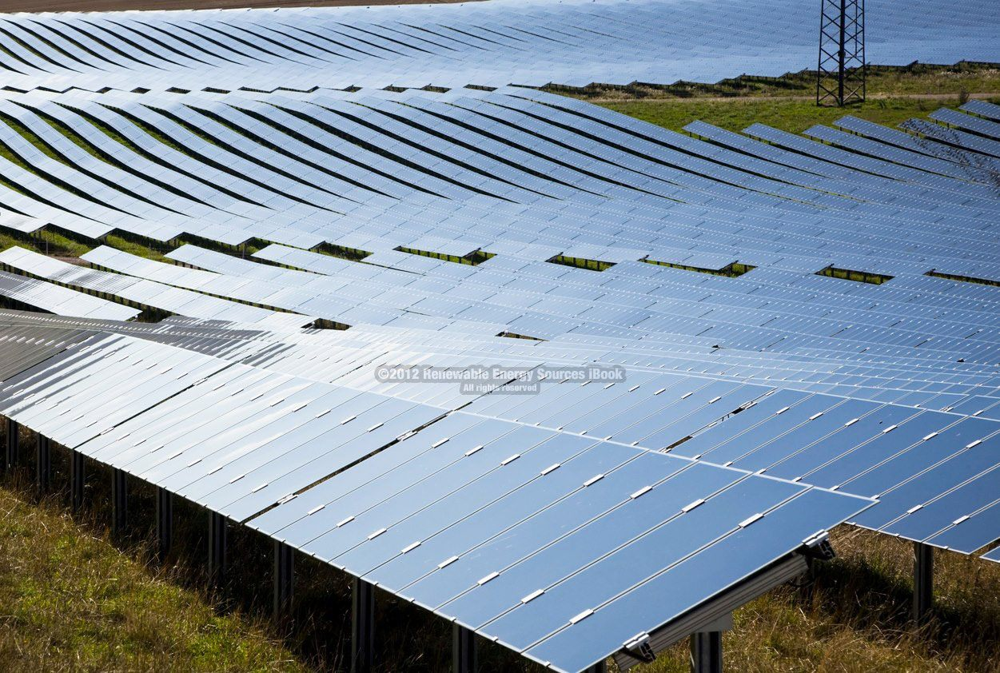 ©2012 Renewable Energy Sources iBook
All rights reserved